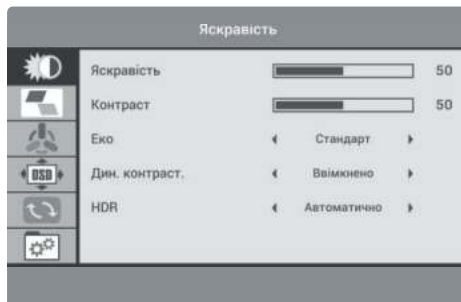 Яскравість
Яскравість 50
Контраст 50
Еко Стандарт
Дин. контраст. Ввімкнено
HDR Автоматично
OSD